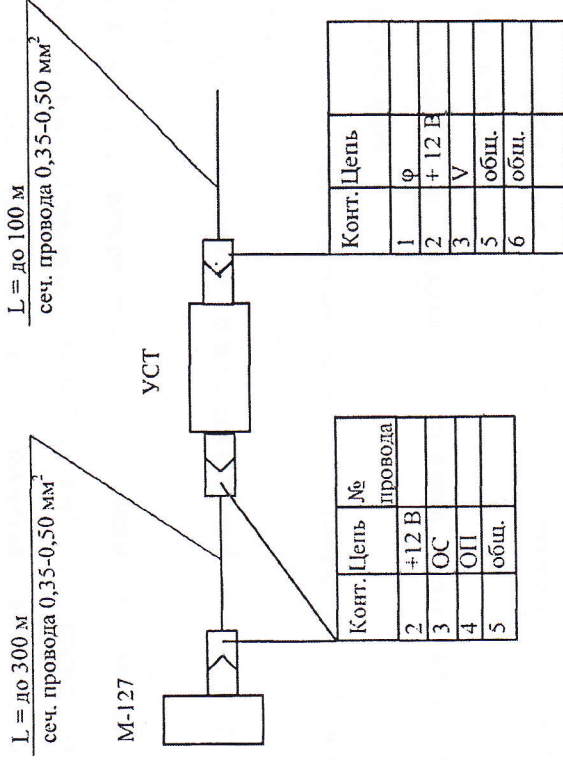 L = до 300 м
сеч. провода 0,35-0,50 мм²
L = до 100 м
сеч. провода 0,35-0,50 мм²
М-127
УСТ
Конт. Цепь № провода
2 +12 В
3 ОС
4 ОП
5 общ.
Конт. Цепь
1 φ
2 + 12 В
3 V
5 общ.
6 общ.